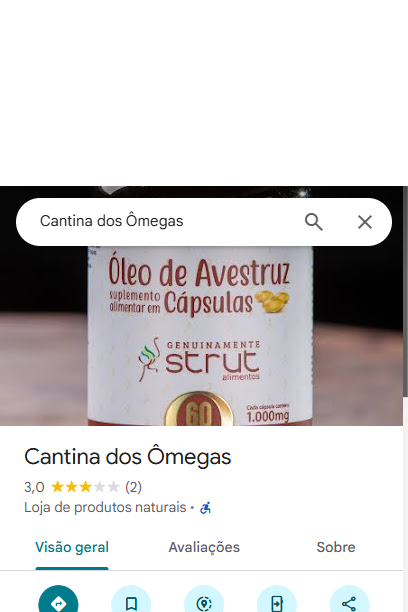 Cantina dos Ômegas
Óleo de Avestruz
suplemento
alimentar em Cápsulas
GENUINAMENTE
strut
alimentos
60
Cada cápsula contém
1.000mg
Cantina dos Ômegas
3,0 (2)
Loja de produtos naturais ·
Visão geral Avaliações Sobre